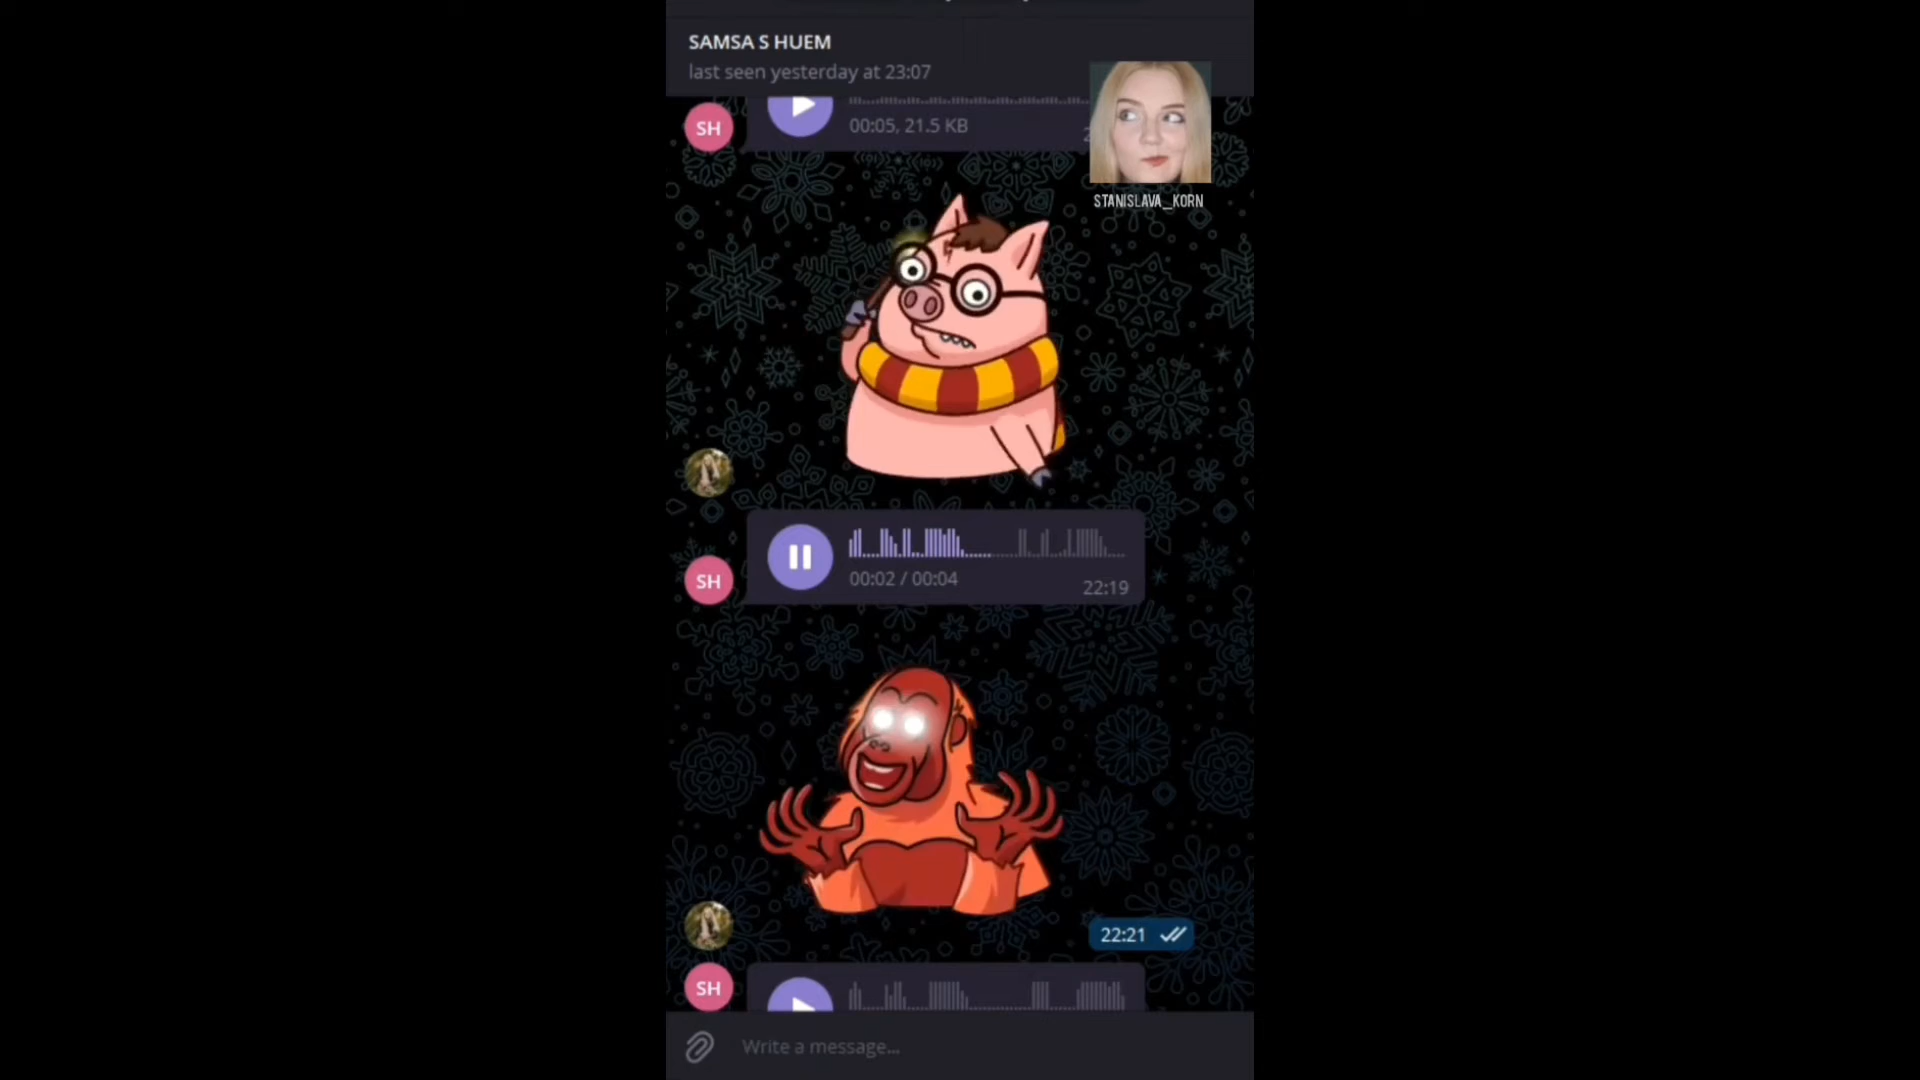 SAMSA S HUEM
last seen yesterday at 23:07
SH
00:05, 21.5 KB
STANISLAVA_KORN
SH
00:02 / 00:04
22:19
22:21
SH
Write a message...